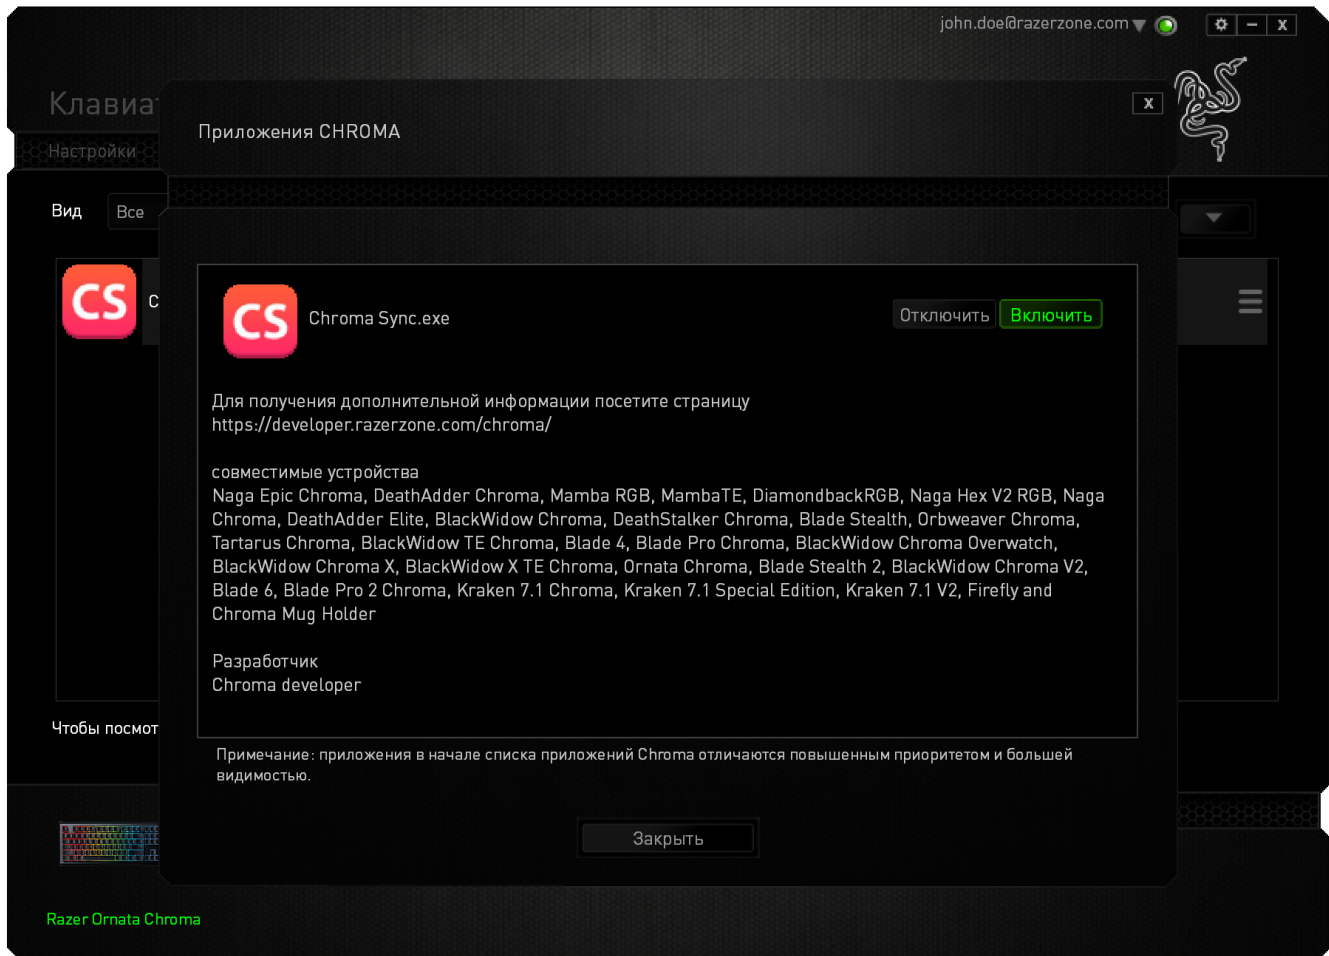 john.doe@razerzone.com
X
Клавиат
X
Приложения CHROMA
Настройки
Вид
Все
CS
C
CS
Chroma Sync.exe
Отключить
Включить
Для получения дополнительной информации посетите страницу
https://developer.razerzone.com/chroma/
совместимые устройства
Naga Epic Chroma, DeathAdder Chroma, Mamba RGB, MambaTE, DiamondbackRGB, Naga Hex V2 RGB, Naga
Chroma, DeathAdder Elite, BlackWidow Chroma, DeathStalker Chroma, Blade Stealth, Orbweaver Chroma,
Tartarus Chroma, BlackWidow TE Chroma, Blade 4, Blade Pro Chroma, BlackWidow Chroma Overwatch,
BlackWidow Chroma X, BlackWidow X TE Chroma, Ornata Chroma, Blade Stealth 2, BlackWidow Chroma V2,
Blade 6, Blade Pro 2 Chroma, Kraken 7.1 Chroma, Kraken 7.1 Special Edition, Kraken 7.1 V2, Firefly and
Chroma Mug Holder
Разработчик
Chroma developer
Чтобы посмот
Примечание: приложения в начале списка приложений Chroma отличаются повышенным приоритетом и большей
видимостью.
Закрыть
Razer Ornata Chroma